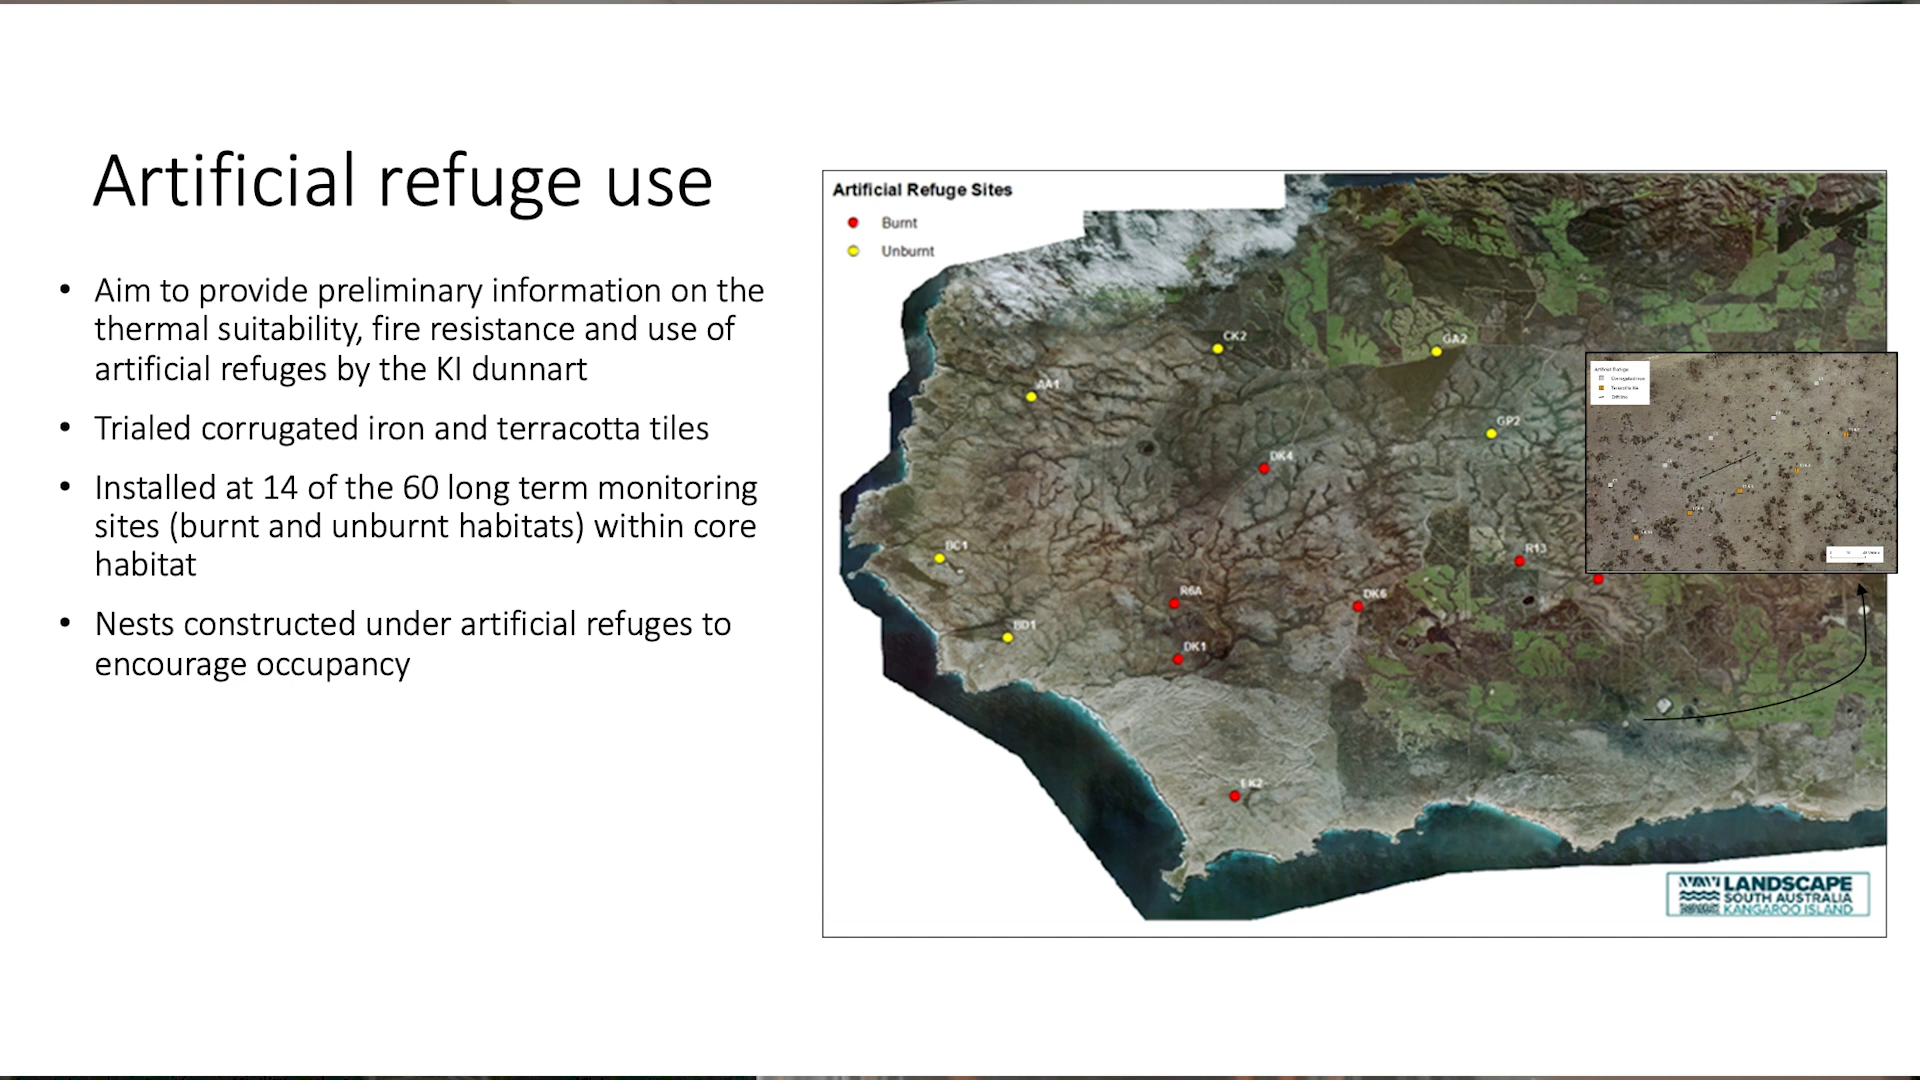 Artificial refuge use
• Aim to provide preliminary information on the
thermal suitability, fire resistance and use of
artificial refuges by the KI dunnart
• Trialed corrugated iron and terracotta tiles
• Installed at 14 of the 60 long term monitoring
sites (burnt and unburnt habitats) within core
habitat
• Nests constructed under artificial refuges to
encourage occupancy
Artificial Refuge Sites
Burnt
Unburnt
CK2
GA2
AA1
GP2
DK4
BC1
R13
R6A
DK6
BD1
DK1
LANDSCAPE
SOUTH AUSTRALIA
KANGAROO ISLAND